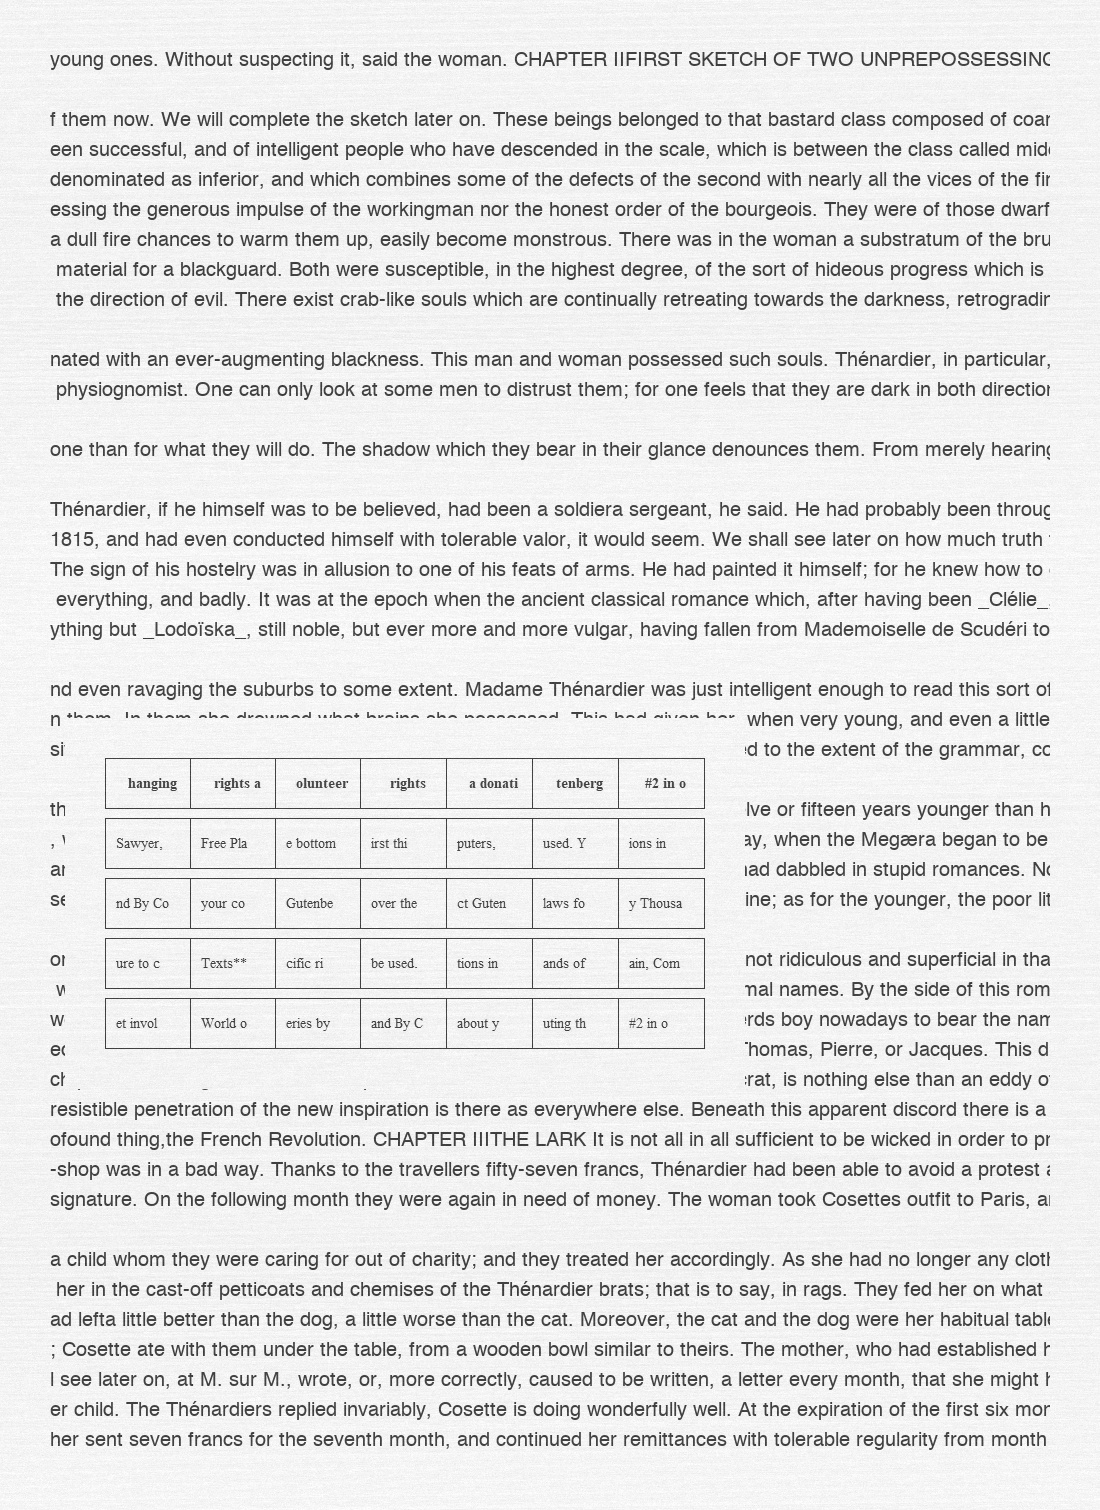 young ones. Without suspecting it, said the woman. CHAPTER IIFIRST SKETCH OF TWO UNPREPOSSESSING
f them now. We will complete the sketch later on. These beings belonged to that bastard class composed of coar
een successful, and of intelligent people who have descended in the scale, which is between the class called mid
denominated as inferior, and which combines some of the defects of the second with nearly all the vices of the fir
essing the generous impulse of the workingman nor the honest order of the bourgeois. They were of those dwarf
a dull fire chances to warm them up, easily become monstrous. There was in the woman a substratum of the bru
material for a blackguard. Both were susceptible, in the highest degree, of the sort of hideous progress which is
the direction of evil. There exist crab-like souls which are continually retreating towards the darkness, retrogradin
nated with an ever-augmenting blackness. This man and woman possessed such souls. Thénardier, in particular,
physiognomist. One can only look at some men to distrust them; for one feels that they are dark in both direction
one than for what they will do. The shadow which they bear in their glance denounces them. From merely hearing
Thénardier, if he himself was to be believed, had been a soldiera sergeant, he said. He had probably been throug
1815, and had even conducted himself with tolerable valor, it would seem. We shall see later on how much truth
The sign of his hostelry was in allusion to one of his feats of arms. He had painted it himself; for he knew how to
everything, and badly. It was at the epoch when the ancient classical romance which, after having been _Clélie_
ything but _Lodoïska_, still noble, but ever more and more vulgar, having fallen from Mademoiselle de Scudéri to
nd even ravaging the suburbs to some extent. Madame Thénardier was just intelligent enough to read this sort of
n them. In them she drowned what brains she possessed. This had given her, when very young, and even a little
sit ed to the extent of the grammar, co
hanging rights a olunteer rights a donati tenberg #2 in o
th lve or fifteen years younger than h
Sawyer, Free Pla e bottom irst thi puters, used. Y ions in
, ay, when the Megæra began to be
ar had dabbled in stupid romances. No
nd By Co your co Gutenbe over the ct Guten laws fo y Thousa
se ine; as for the younger, the poor lit
ure to c Texts** cific ri be used. tions in ands of ain, Com
or not ridiculous and superficial in tha
w mal names. By the side of this rom
et invol World o eries by and By C about y uting th #2 in o
w rds boy nowadays to bear the nam
ec Thomas, Pierre, or Jacques. This d
ch rat, is nothing else than an eddy o
resistible penetration of the new inspiration is there as everywhere else. Beneath this apparent discord there is a
ofound thing,the French Revolution. CHAPTER IIITHE LARK It is not all in all sufficient to be wicked in order to pr
-shop was in a bad way. Thanks to the travellers fifty-seven francs, Thénardier had been able to avoid a protest a
signature. On the following month they were again in need of money. The woman took Cosettes outfit to Paris, an
a child whom they were caring for out of charity; and they treated her accordingly. As she had no longer any cloth
her in the cast-off petticoats and chemises of the Thénardier brats; that is to say, in rags. They fed her on what
ad lefta little better than the dog, a little worse than the cat. Moreover, the cat and the dog were her habitual table
; Cosette ate with them under the table, from a wooden bowl similar to theirs. The mother, who had established h
l see later on, at M. sur M., wrote, or, more correctly, caused to be written, a letter every month, that she might h
er child. The Thénardiers replied invariably, Cosette is doing wonderfully well. At the expiration of the first six mon
her sent seven francs for the seventh month, and continued her remittances with tolerable regularity from month